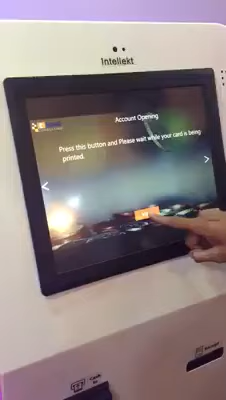 Intellekt
Account Opening
Press this button and Please wait while your card is being
printed.